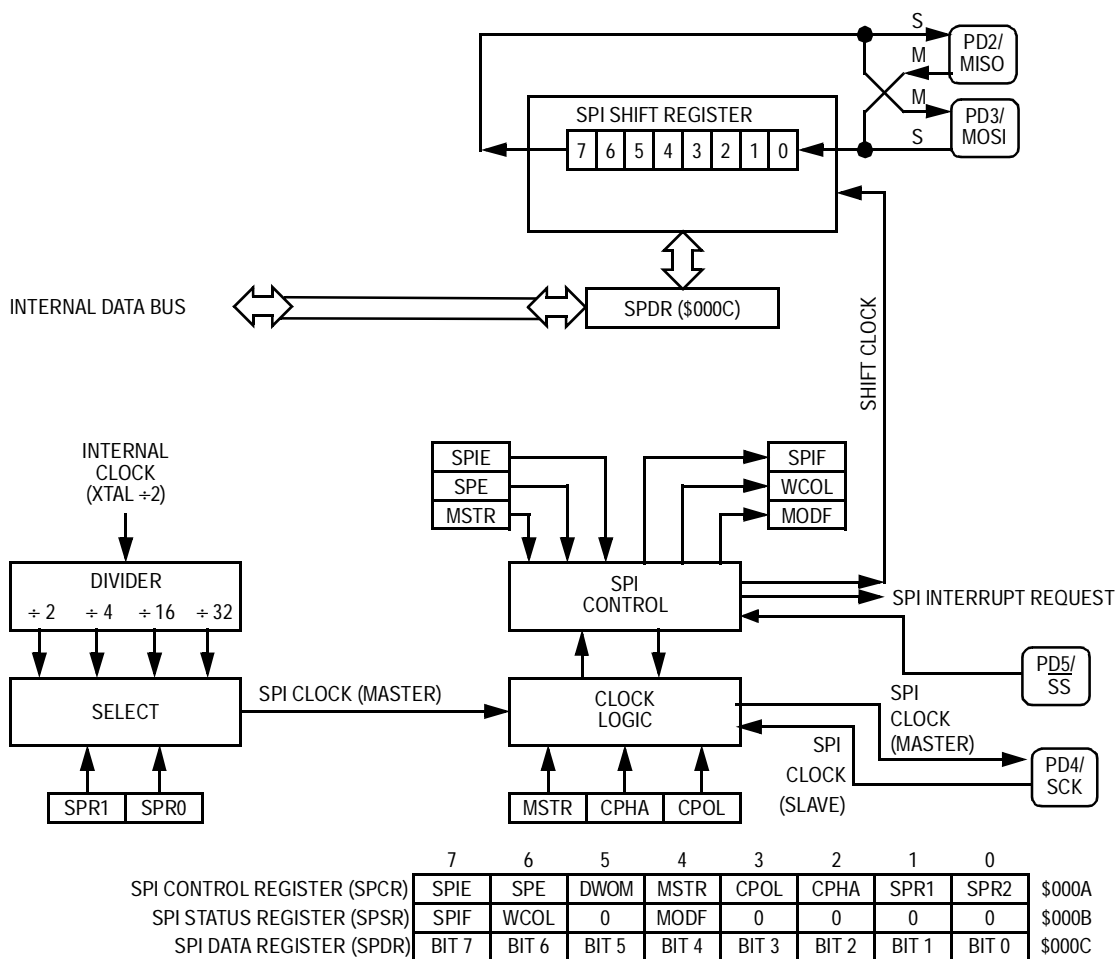 S
PD2/
MISO
M
M
PD3/
MOSI
S
SPI SHIFT REGISTER
7 6 5 4 3 2 1 0
INTERNAL DATA BUS
SPDR ($000C)
SHIFT CLOCK
INTERNAL
CLOCK
(XTAL ÷2)
SPIE
SPE
MSTR
SPIF
WCOL
MODF
DIVIDER
÷ 2 ÷ 4 ÷ 16 ÷ 32
SPI
CONTROL
SPI INTERRUPT REQUEST
PD5/
SS
SELECT
SPI CLOCK (MASTER)
CLOCK
LOGIC
SPI
CLOCK
(MASTER)
SPI
CLOCK
(SLAVE)
PD4/
SCK
SPR1 SPR0
MSTR CPHA CPOL
7 6 5 4 3 2 1 0
SPI CONTROL REGISTER (SPCR) SPIE SPE DWOM MSTR CPOL CPHA SPR1 SPR2 $000A
SPI STATUS REGISTER (SPSR) SPIF WCOL 0 MODF 0 0 0 0 $000B
SPI DATA REGISTER (SPDR) BIT 7 BIT 6 BIT 5 BIT 4 BIT 3 BIT 2 BIT 1 BIT 0 $000C